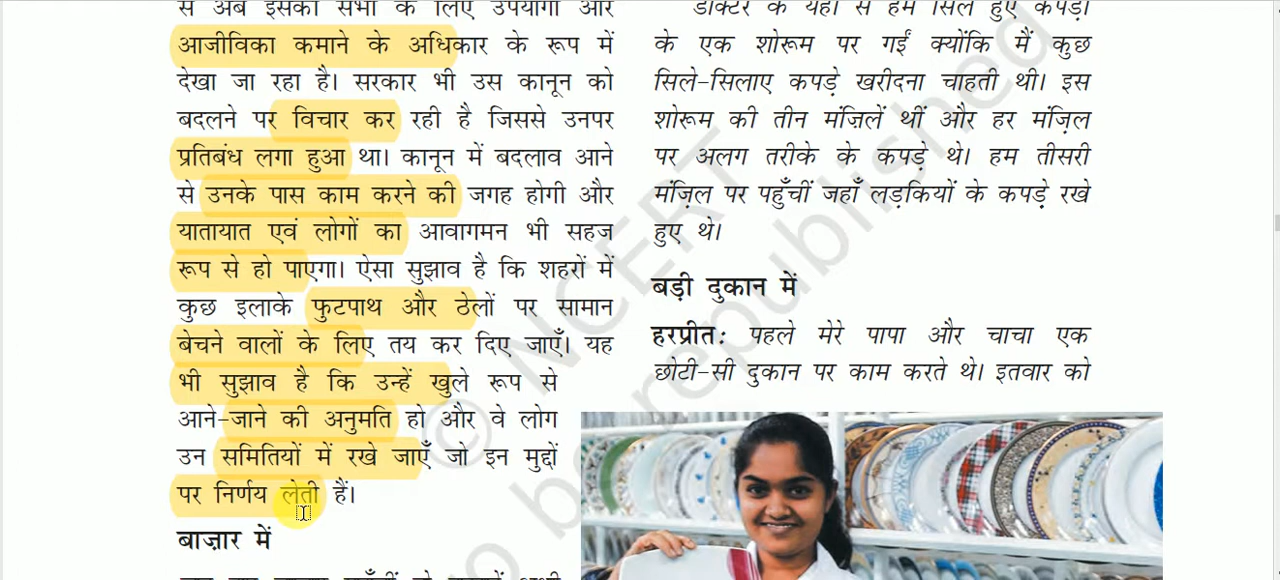 से अब इसको सभी के लिए उपयोगी और
आजीविका कमाने के अधिकार के रूप में
देखा जा रहा है। सरकार भी उस कानून को
बदलने पर विचार कर रही है जिससे उनपर
प्रतिबंध लगा हुआ था। कानून में बदलाव आने
से उनके पास काम करने की जगह होगी और
यातायात एवं लोगों का आवागमन भी सहज
रूप से हो पाएगा। ऐसा सुझाव है कि शहरों में
कुछ इलाके फुटपाथ और ठेलों पर सामान
बेचने वालों के लिए तय कर दिए जाएँ। यह
भी सुझाव है कि उन्हें खुले रूप से
आने-जाने की अनुमति हो और वे लोग
उन समितियों में रखे जाएँ जो इन मुद्दों
पर निर्णय लेती हैं।
बाज़ार में
डॉक्टर के यहाँ से हम सिले हुए कपड़ों
के एक शोरूम पर गईं क्योंकि मैं कुछ
सिले-सिलाए कपड़े खरीदना चाहती थी। इस
शोरूम की तीन मंज़िलें थीं और हर मंज़िल
पर अलग तरीके के कपड़े थे। हम तीसरी
मंज़िल पर पहुँचीं जहाँ लड़कियों के कपड़े रखे
हुए थे।
बड़ी दुकान में
हरप्रीत: पहले मेरे पापा और चाचा एक
छोटी-सी दुकान पर काम करते थे। इतवार को
© NCERT
republished